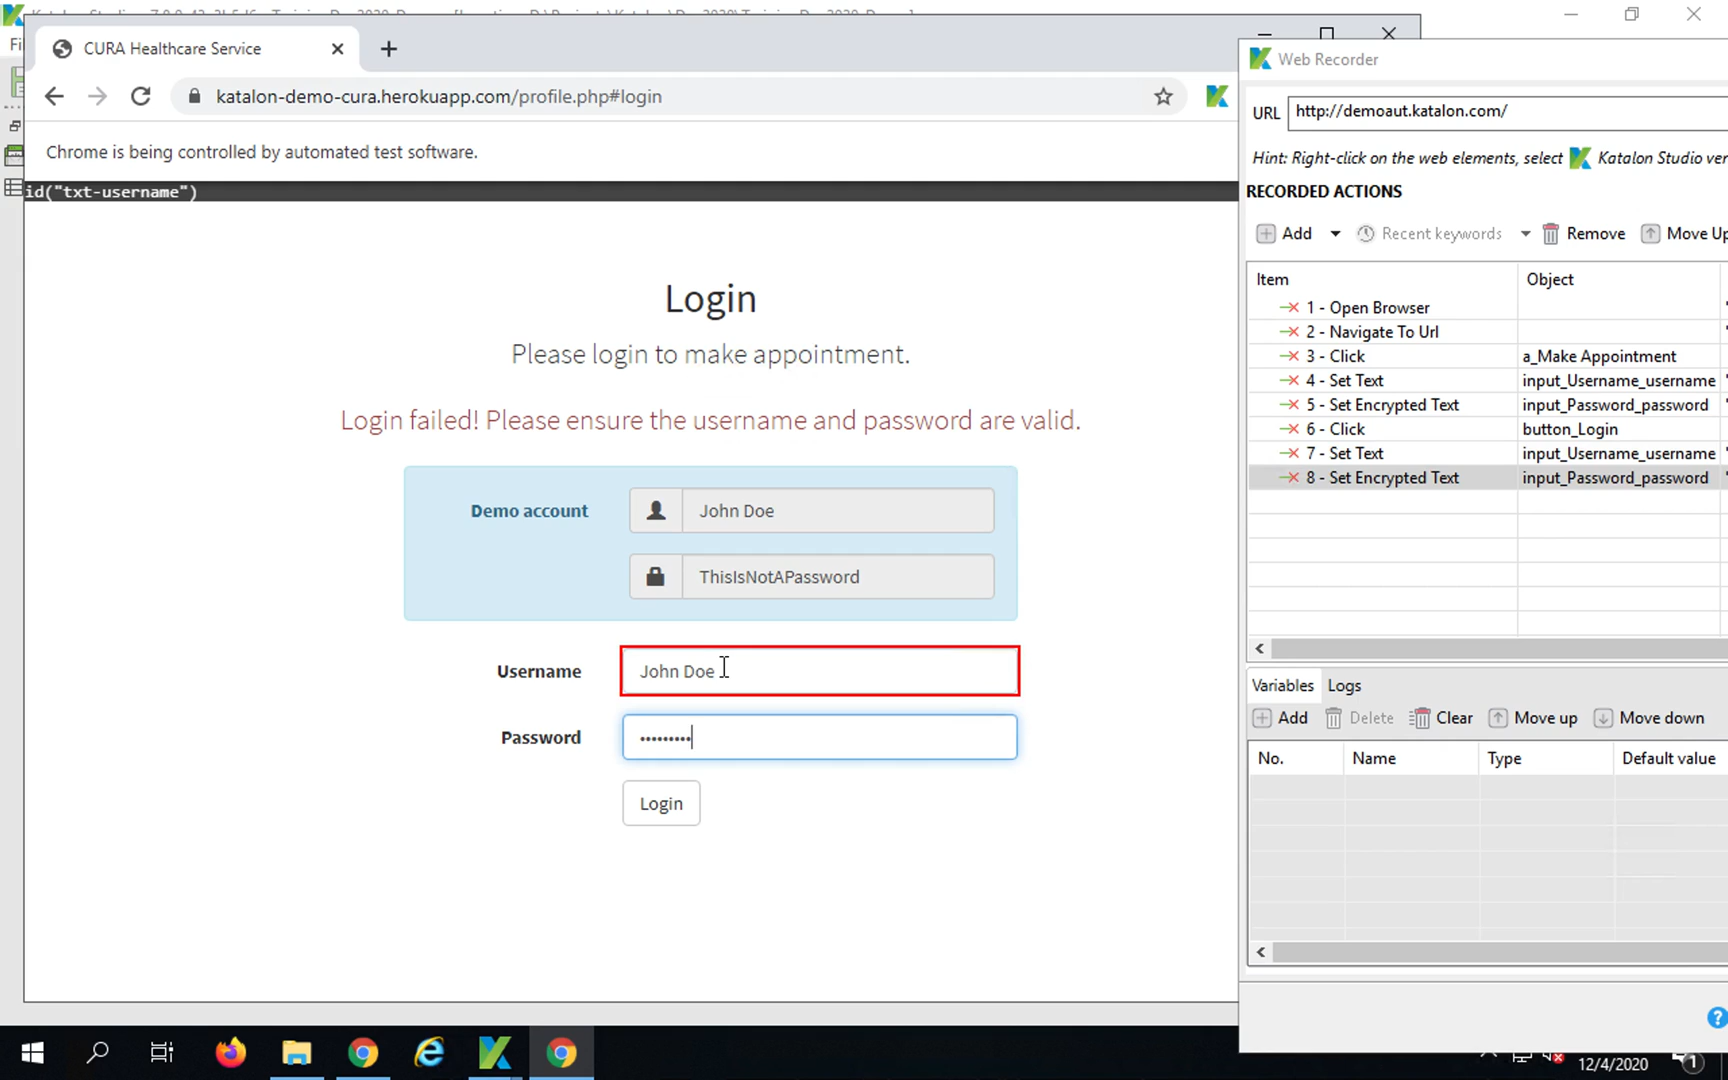 CURA Healthcare Service
katalon-demo-cura.herokuapp.com/profile.php#login
Chrome is being controlled by automated test software.
id("txt-username")
Login
Please login to make appointment.
Login failed! Please ensure the username and password are valid.
Demo account
John Doe
ThisIsNotAPassword
Username
John Doe
Password
•••••••••
Login
Web Recorder
URL
http://demoaut.katalon.com/
Hint: Right-click on the web elements, select Katalon Studio ver
RECORDED ACTIONS
Add Recent keywords Remove Move Up
Item Object
1 - Open Browser
2 - Navigate To Url
3 - Click a_Make Appointment
4 - Set Text input_Username_username
5 - Set Encrypted Text input_Password_password
6 - Click button_Login
7 - Set Text input_Username_username
8 - Set Encrypted Text input_Password_password
Variables Logs
Add Delete Clear Move up Move down
No. Name Type Default value
12/4/2020
1